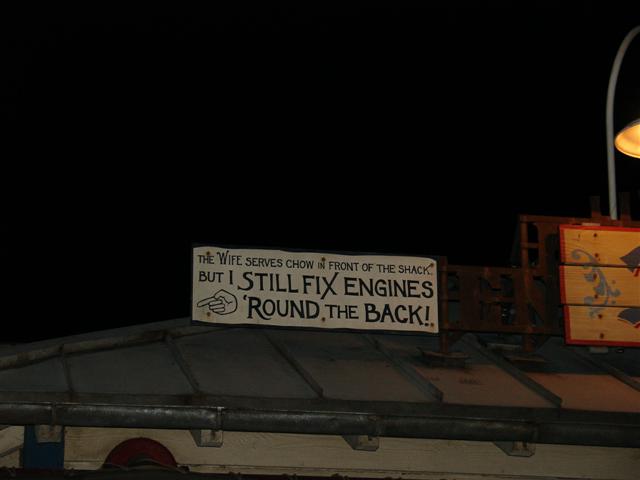 THE WIFE SERVES CHOW IN FRONT OF THE SHACK.
BUT I STILL FIX ENGINES
'ROUND THE BACK!